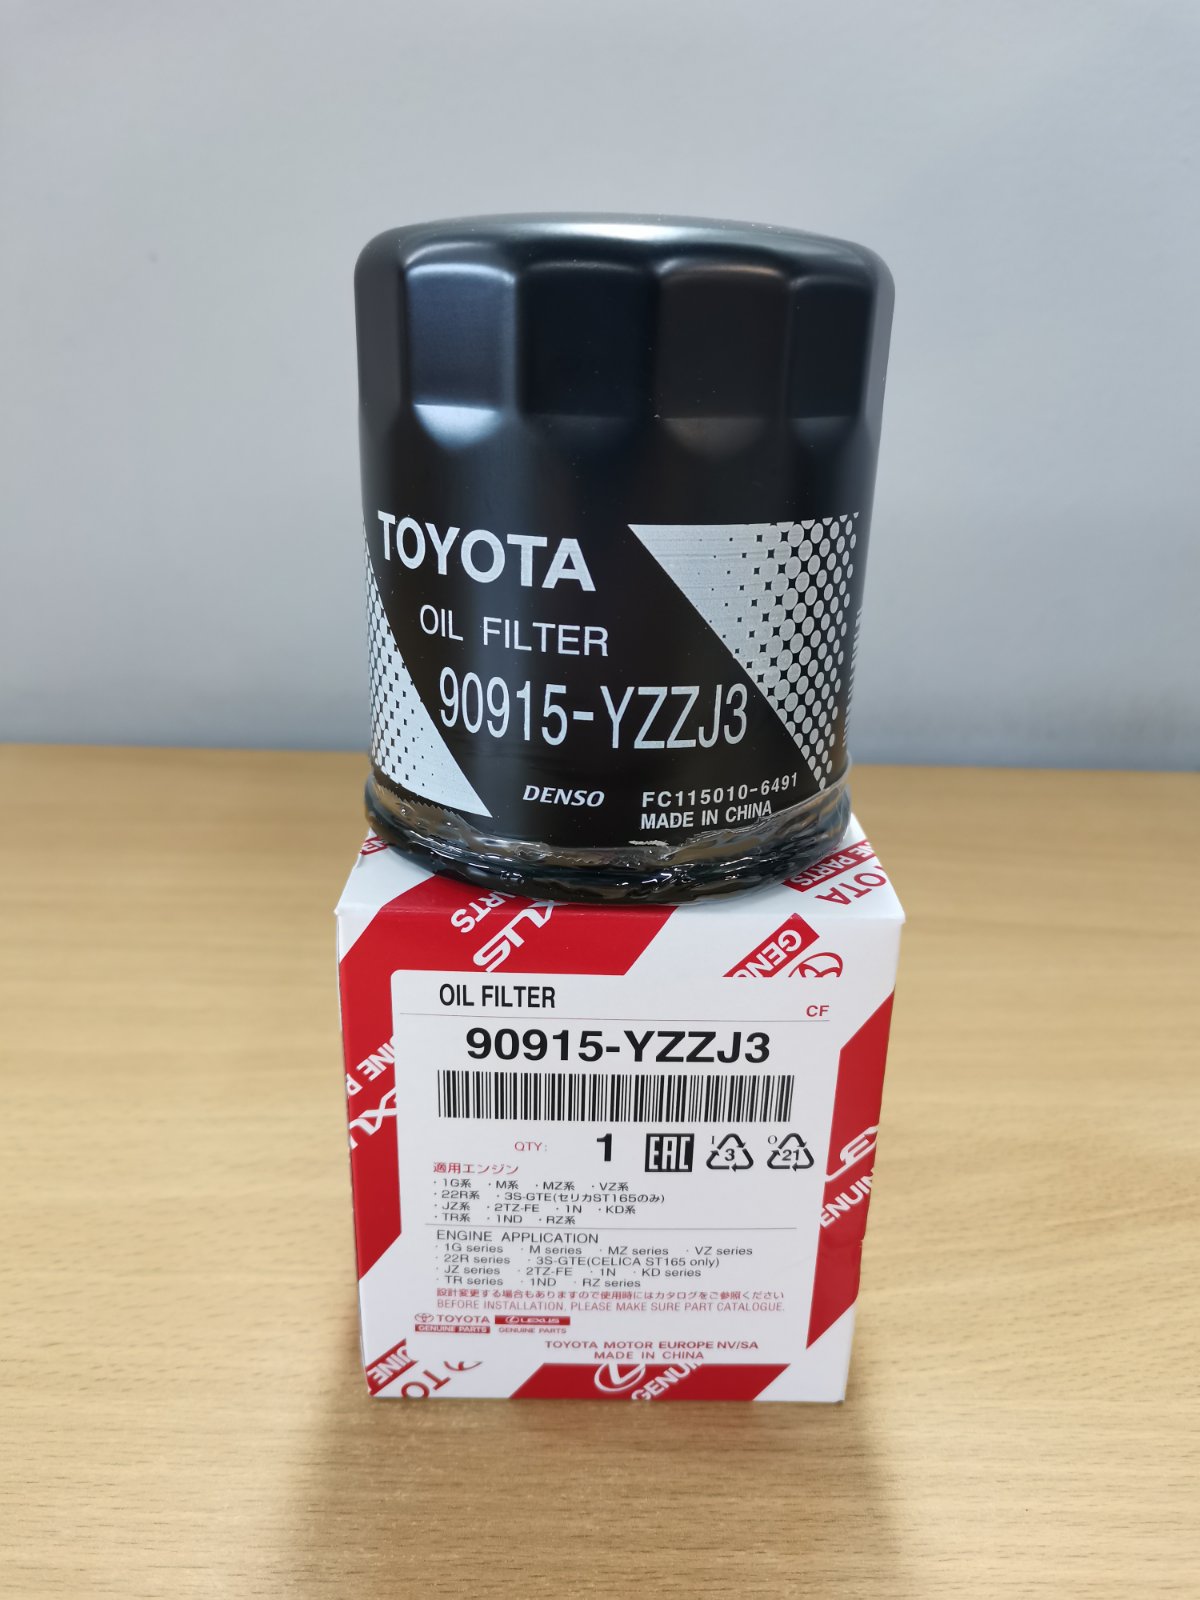 TOYOTA
OIL FILTER
90915-YZZJ3
DENSO FC115010-6491
MADE IN CHINA
OIL FILTER
CF
90915-YZZJ3
QTY: 1 EAC 1 3 0 21
適用エンジン
・1G系 ・M系 ・MZ系 ・VZ系
・22R系 ・3S-GTE(セリカST165のみ)
・JZ系 ・2TZ-FE ・1N ・KD系
・TR系 ・1ND ・RZ系
ENGINE APPLICATION
・1G series ・M series ・MZ series ・VZ series
・22R series ・3S-GTE(CELICA ST165 only)
・JZ series ・2TZ-FE ・1N ・KD series
・TR series ・1ND ・RZ series
設計変更する場合もありますので使用時にはカタログをご参照ください
BEFORE INSTALLATION, PLEASE MAKE SURE PART CATALOGUE.
TOYOTA LEXUS
GENUINE PARTS GENUINE PARTS
TOYOTA MOTOR EUROPE NV/SA
MADE IN CHINA